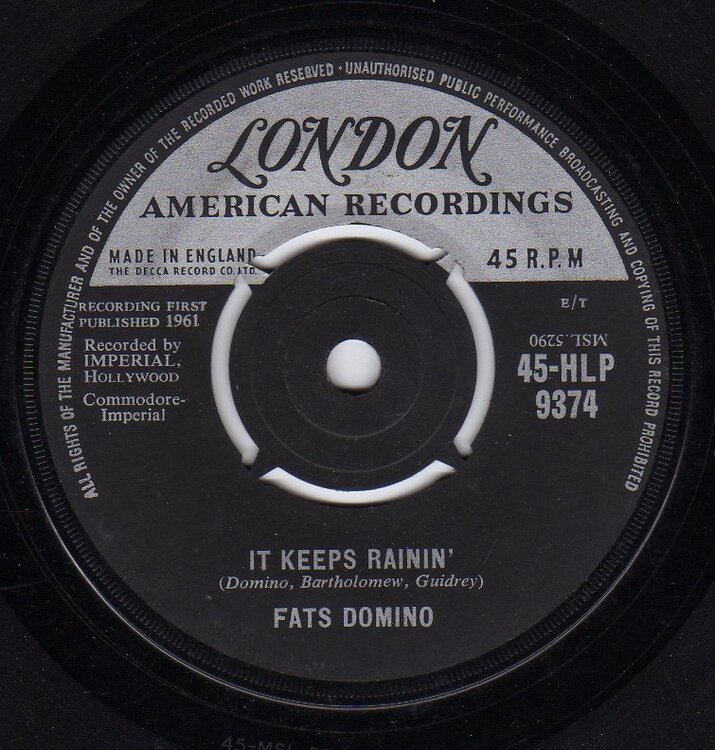 ALL RIGHTS OF THE MANUFACTURER AND OF THE OWNER OF THE RECORDED WORK RESERVED · UNAUTHORISED PUBLIC PERFORMANCE BROADCASTING AND COPYING OF THIS RECORD PROHIBITED
LONDON
AMERICAN RECORDINGS
MADE IN ENGLAND
THE DECCA RECORD CO. LTD.
45 R.P.M
RECORDING FIRST
PUBLISHED 1961
Recorded by
IMPERIAL,
HOLLYWOOD
Commodore-
Imperial
E/T
MSL.5290
45-HLP
9374
IT KEEPS RAININ'
(Domino, Bartholomew, Guidrey)
FATS DOMINO
45-MSL